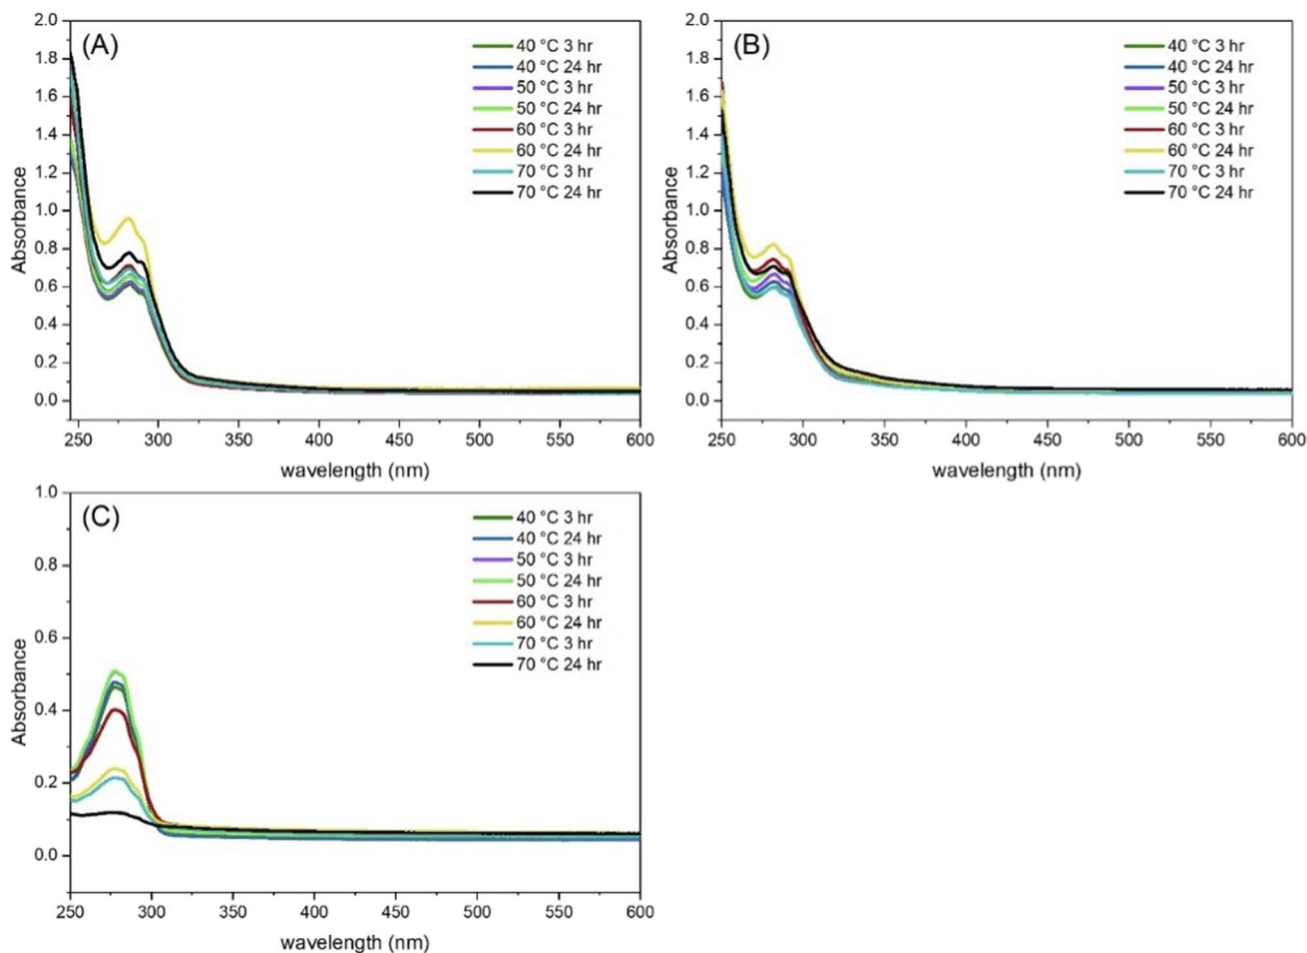 (A)
2.0
1.8
1.6
1.4
1.2
1.0
0.8
0.6
0.4
0.2
0.0
Absorbance
40 °C 3 hr
40 °C 24 hr
50 °C 3 hr
50 °C 24 hr
60 °C 3 hr
60 °C 24 hr
70 °C 3 hr
70 °C 24 hr
250 300 350 400 450 500 550 600
wavelength (nm)
(B)
2.0
1.8
1.6
1.4
1.2
1.0
0.8
0.6
0.4
0.2
0.0
Absorbance
40 °C 3 hr
40 °C 24 hr
50 °C 3 hr
50 °C 24 hr
60 °C 3 hr
60 °C 24 hr
70 °C 3 hr
70 °C 24 hr
250 300 350 400 450 500 550 600
wavelength (nm)
(C)
1.0
0.8
0.6
0.4
0.2
0.0
Absorbance
40 °C 3 hr
40 °C 24 hr
50 °C 3 hr
50 °C 24 hr
60 °C 3 hr
60 °C 24 hr
70 °C 3 hr
70 °C 24 hr
250 300 350 400 450 500 550 600
wavelength (nm)